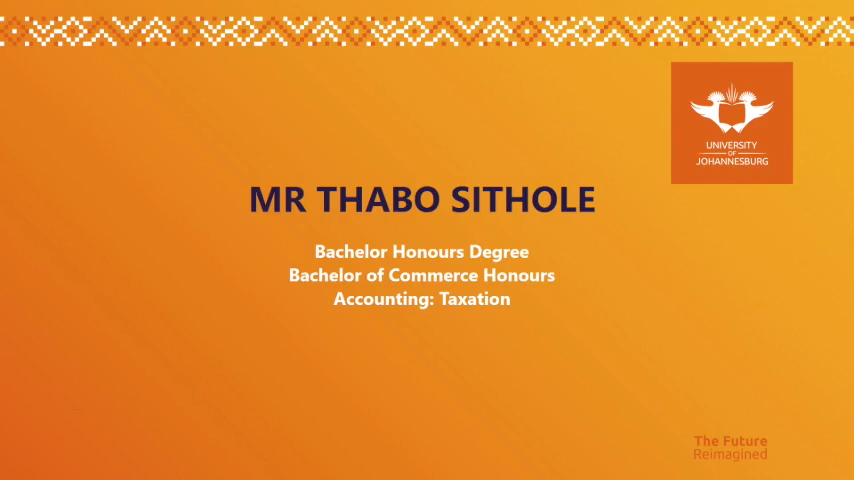 UNIVERSITY
OF
JOHANNESBURG
MR THABO SITHOLE
Bachelor Honours Degree
Bachelor of Commerce Honours
Accounting: Taxation
The Future
Reimagined